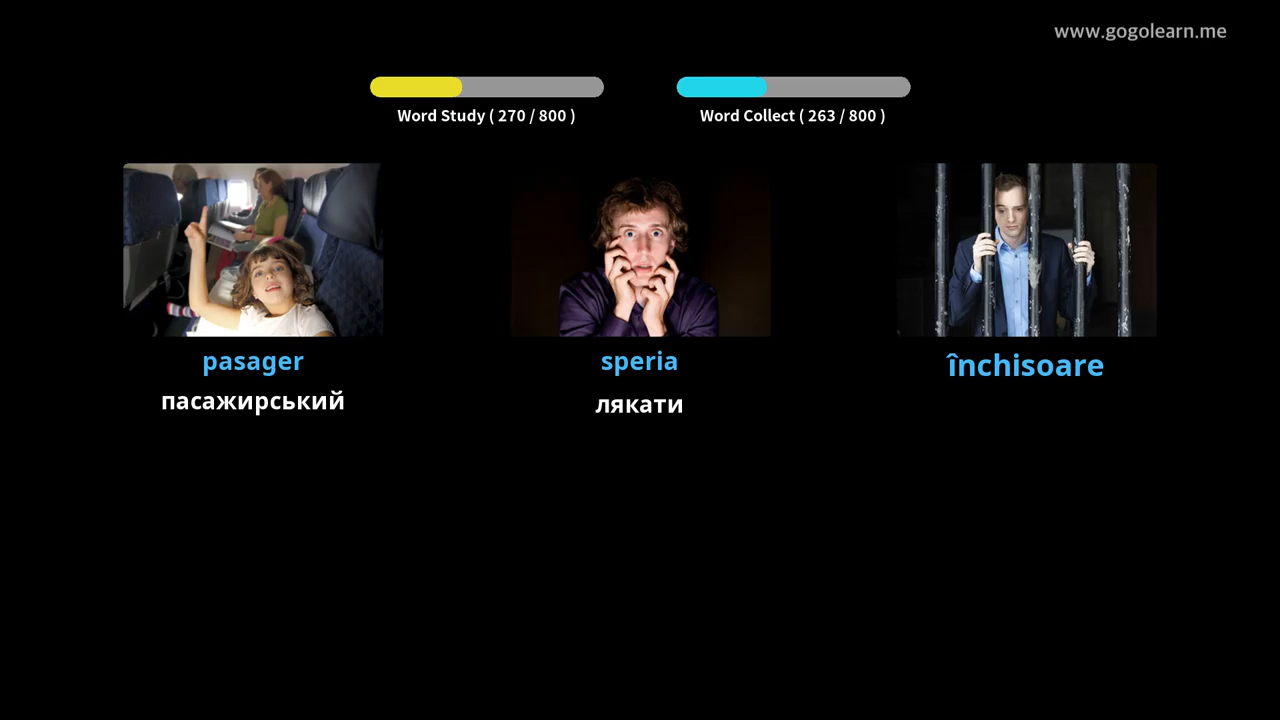 www.gogolearn.me
Word Study ( 270 / 800 )
Word Collect ( 263 / 800 )
pasager
speria
închisoare
пасажирський
лякати